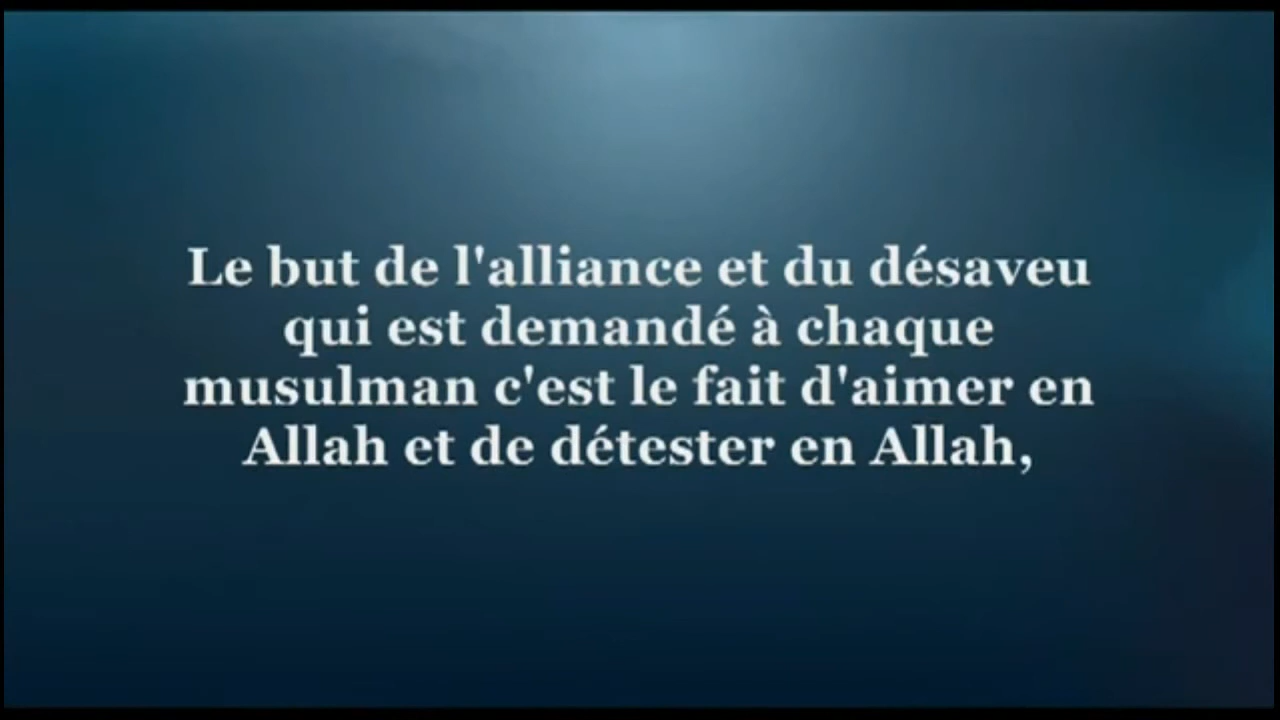 Le but de l'alliance et du désaveu
qui est demandé à chaque
musulman c'est le fait d'aimer en
Allah et de détester en Allah,